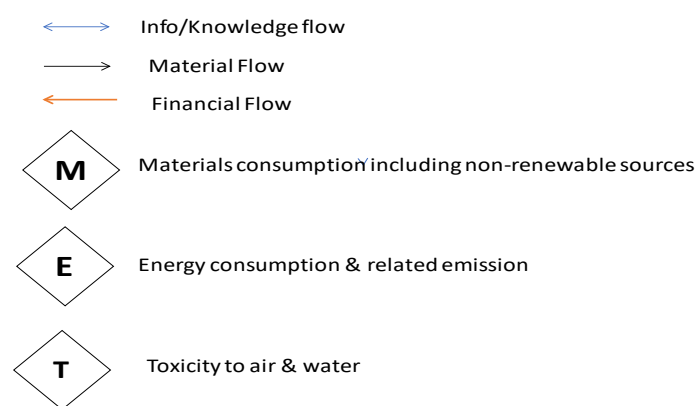 Info/Knowledge flow
Material Flow
Financial Flow
M Materials consumption including non-renewable sources
E Energy consumption & related emission
T Toxicity to air & water